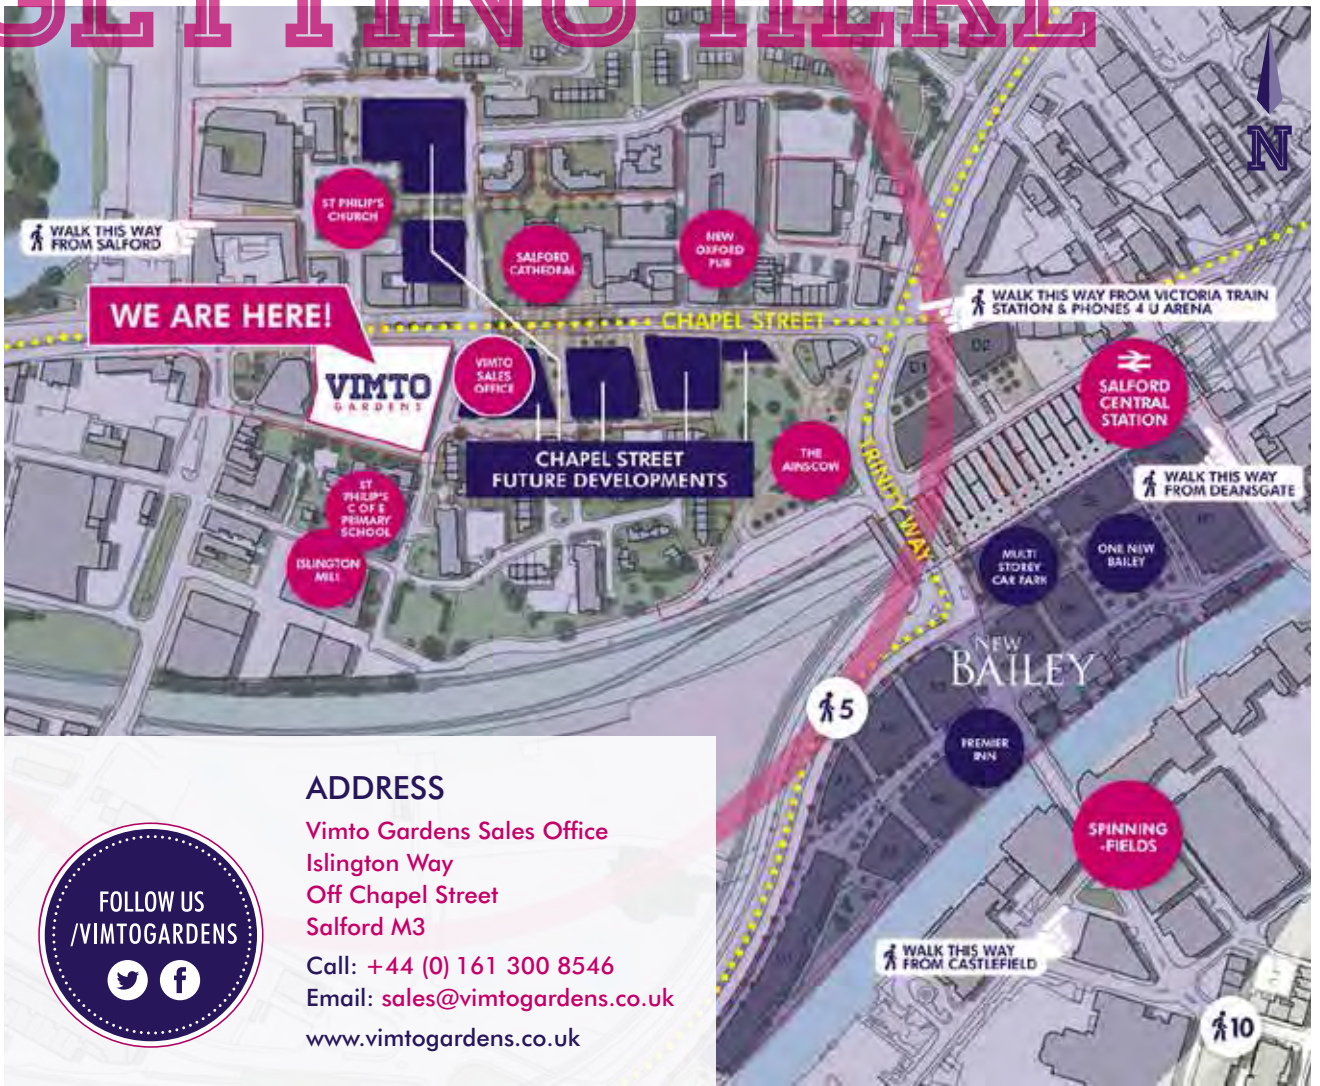 GETTING HERE
N
ST PHILIP'S
CHURCH
WALK THIS WAY
FROM SALFORD
SALFORD
CATHEDRAL
NEW
OXFORD
PUB
WE ARE HERE!
CHAPEL STREET
WALK THIS WAY FROM VICTORIA TRAIN
STATION & PHONES 4 U ARENA
VIMTO
GARDENS
VIMTO
SALES
OFFICE
SALFORD
CENTRAL
STATION
CHAPEL STREET
FUTURE DEVELOPMENTS
THE
AINSCOW
TRINITY WAY
WALK THIS WAY
FROM DEANSGATE
ST
PHILIP'S
C OF E
PRIMARY
SCHOOL
ISLINGTON
MILL
MULTI
STOREY
CAR PARK
ONE NEW
BAILEY
NEW
BAILEY
5
PREMIER
INN
SPINNING
-FIELDS
WALK THIS WAY
FROM CASTLEFIELD
10
FOLLOW US
/VIMTOGARDENS
ADDRESS
Vimto Gardens Sales Office
Islington Way
Off Chapel Street
Salford M3
Call: +44 (0) 161 300 8546
Email: sales@vimtogardens.co.uk
www.vimtogardens.co.uk